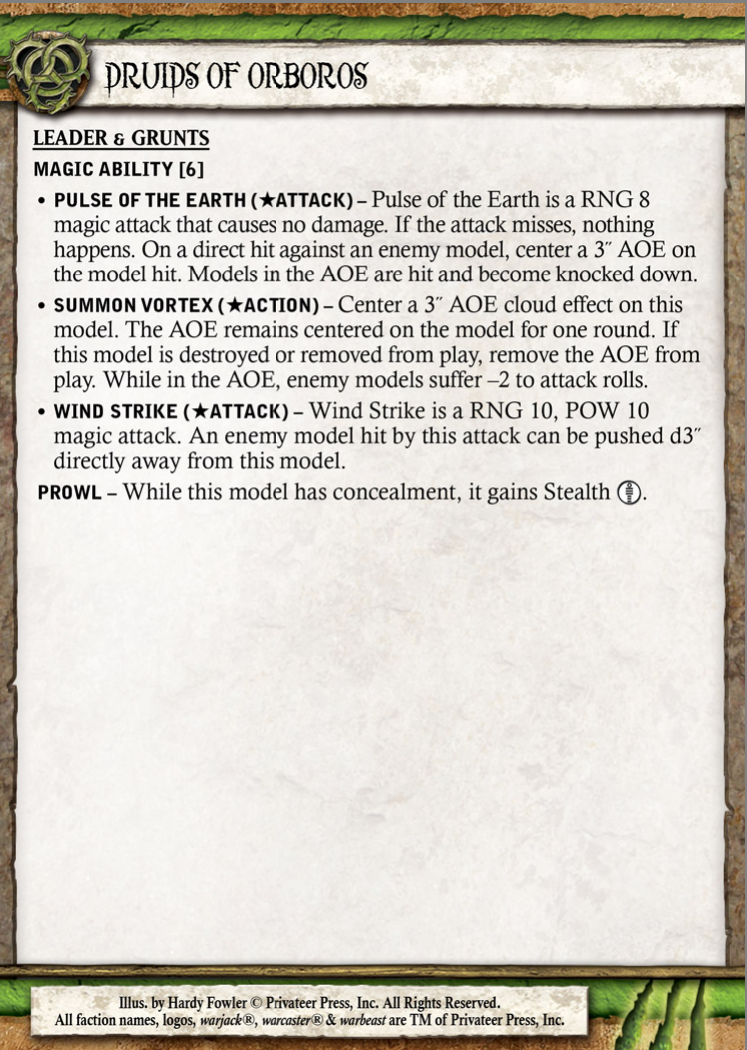 DRUIDS OF ORBOROS
LEADER & GRUNTS
MAGIC ABILITY [6]
• PULSE OF THE EARTH (★ATTACK) – Pulse of the Earth is a RNG 8
magic attack that causes no damage. If the attack misses, nothing
happens. On a direct hit against an enemy model, center a 3˝ AOE on
the model hit. Models in the AOE are hit and become knocked down.
• SUMMON VORTEX (★ACTION) – Center a 3˝ AOE cloud effect on this
model. The AOE remains centered on the model for one round. If
this model is destroyed or removed from play, remove the AOE from
play. While in the AOE, enemy models suffer –2 to attack rolls.
• WIND STRIKE (★ATTACK) – Wind Strike is a RNG 10, POW 10
magic attack. An enemy model hit by this attack can be pushed d3˝
directly away from this model.
PROWL – While this model has concealment, it gains Stealth .
Illus. by Hardy Fowler © Privateer Press, Inc. All Rights Reserved.
All faction names, logos, warjack®, warcaster® & warbeast are TM of Privateer Press, Inc.